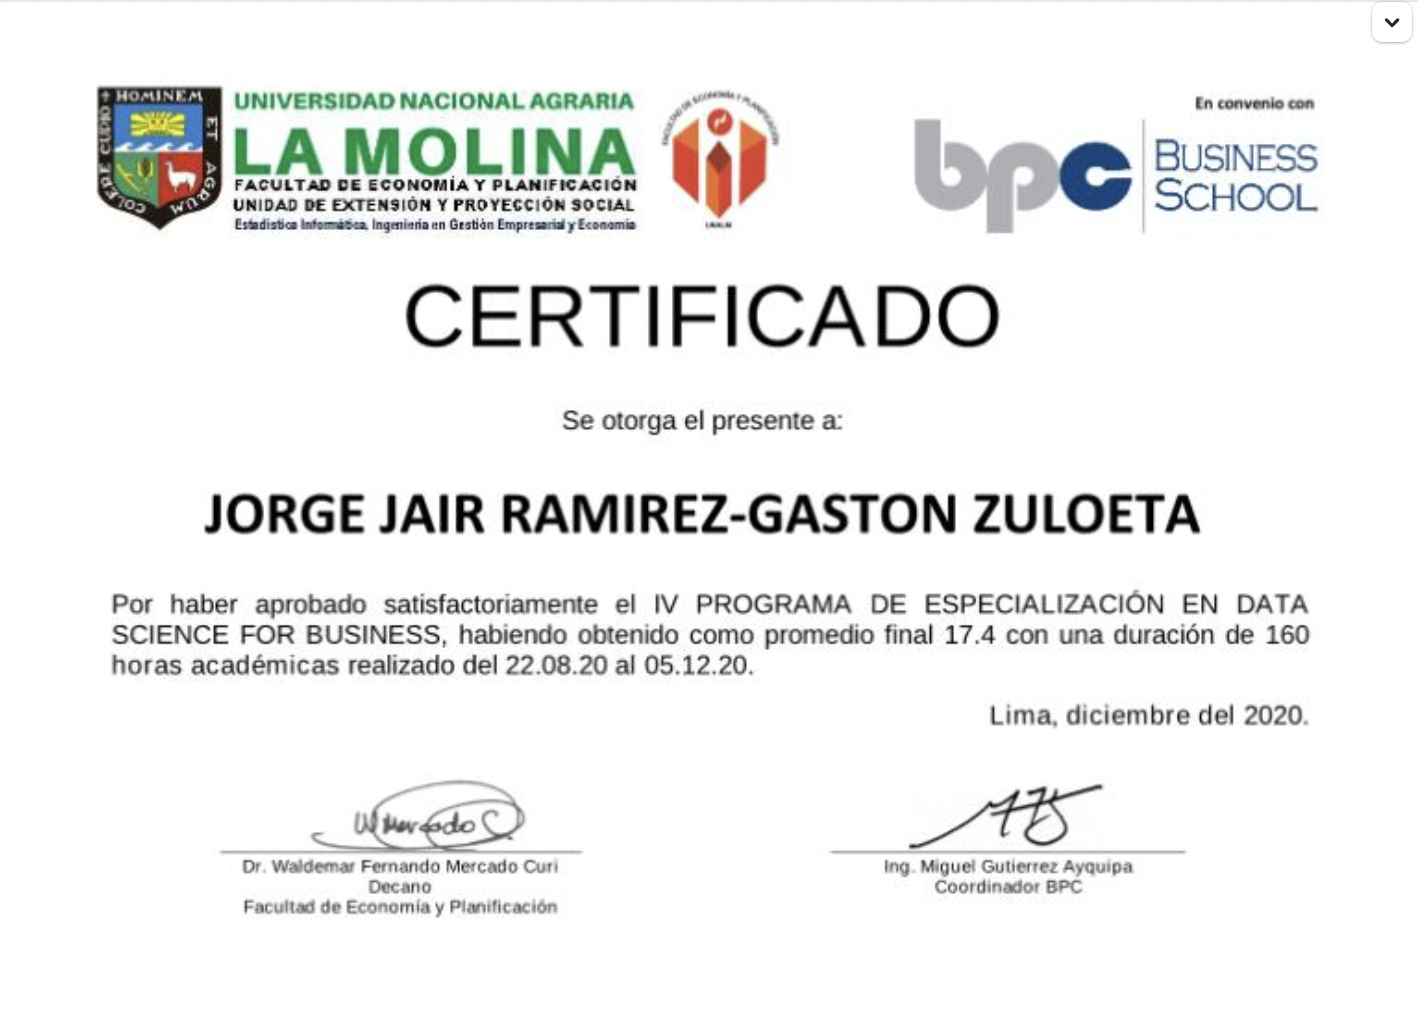 HOMINEM
COLERE CUPIO
ET AGRUM
UNIVERSIDAD NACIONAL AGRARIA
LA MOLINA
FACULTAD DE ECONOMÍA Y PLANIFICACIÓN
UNIDAD DE EXTENSIÓN Y PROYECCIÓN SOCIAL
Estadística Informática, Ingeniería en Gestión Empresarial y Economía
FACULTAD DE ECONOMÍA Y PLANIFICACIÓN
UNALM
En convenio con
bpc
BUSINESS
SCHOOL
CERTIFICADO
Se otorga el presente a:
JORGE JAIR RAMIREZ-GASTON ZULOETA
Por haber aprobado satisfactoriamente el IV PROGRAMA DE ESPECIALIZACIÓN EN DATA
SCIENCE FOR BUSINESS, habiendo obtenido como promedio final 17.4 con una duración de 160
horas académicas realizado del 22.08.20 al 05.12.20.
Lima, diciembre del 2020.
W Mercado C
Dr. Waldemar Fernando Mercado Curi
Decano
Facultad de Economía y Planificación
Ing. Miguel Gutierrez Ayquipa
Coordinador BPC